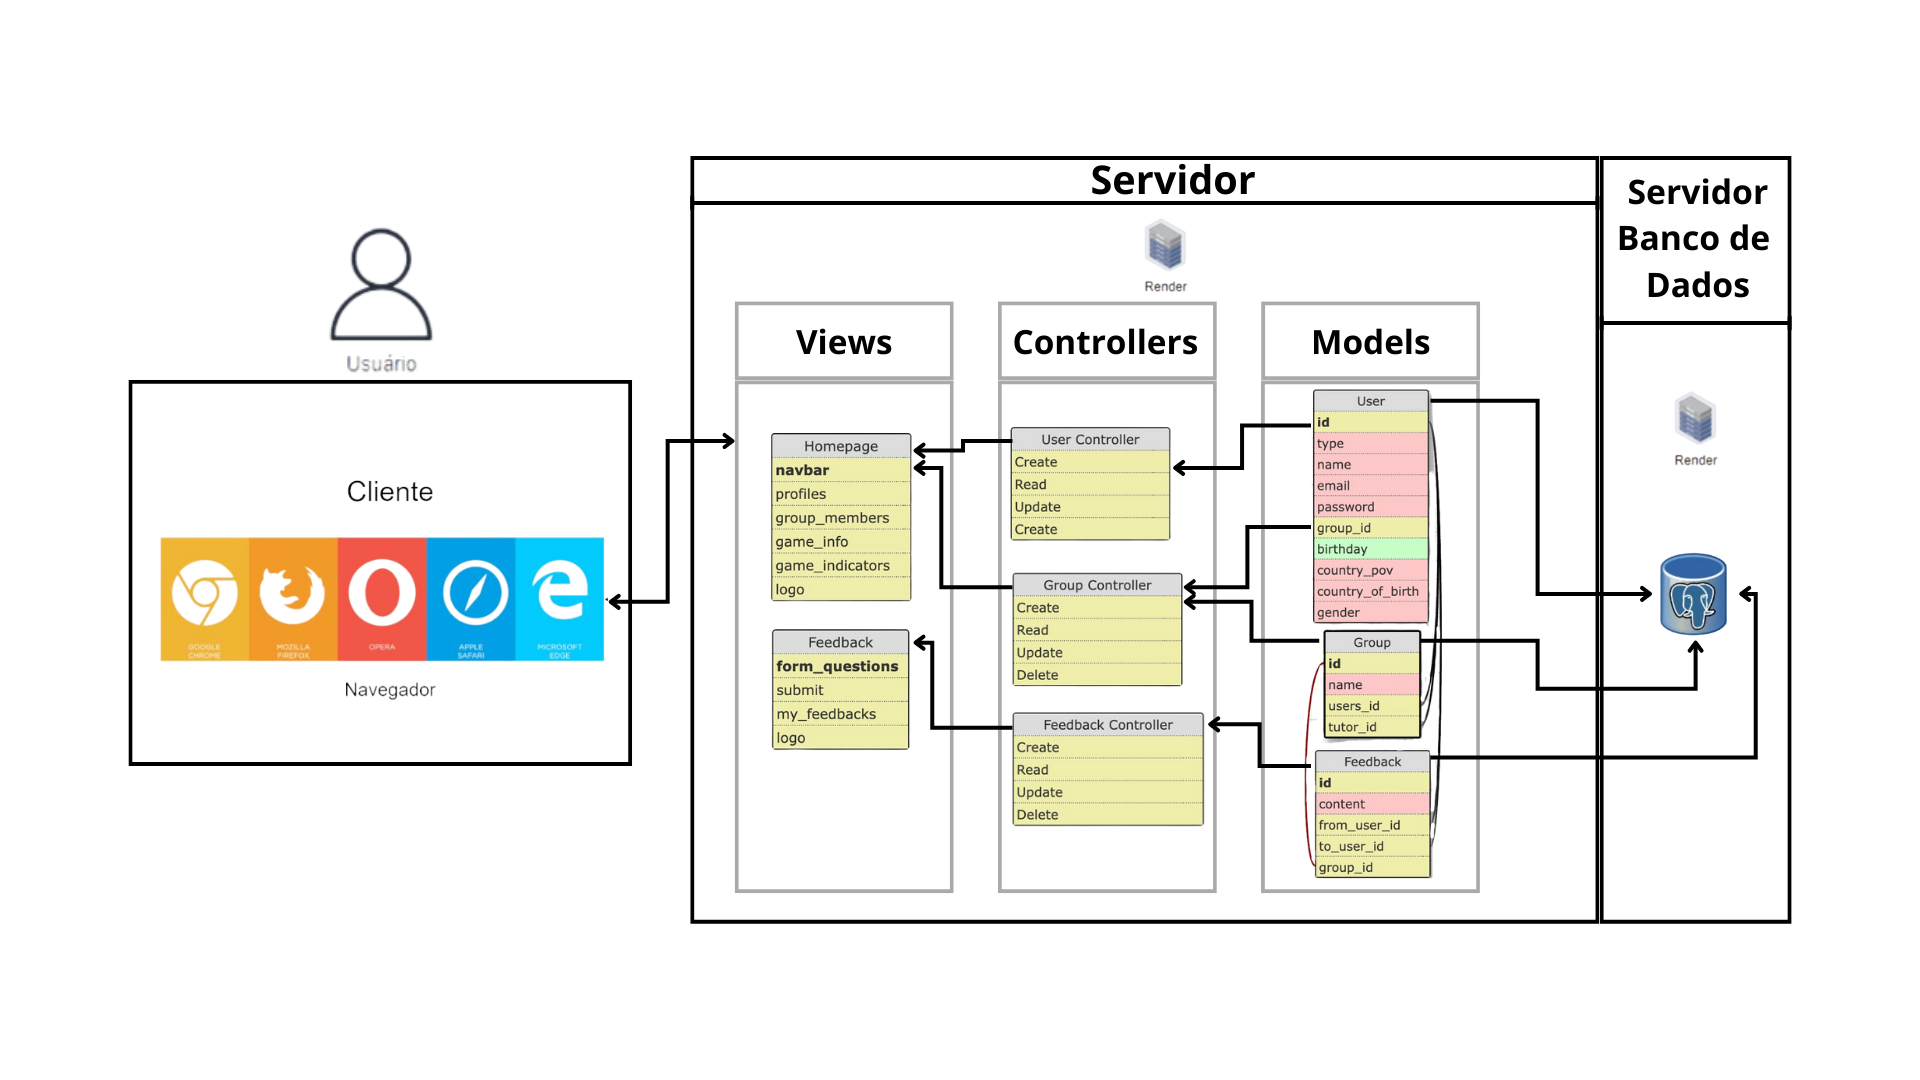 Usuário
Cliente
GOOGLE
CHROME
MOZILLA
FIREFOX
OPERA
APPLE
SAFARI
MICROSOFT
EDGE
Navegador
Servidor
Render
Views
Homepage
navbar
profiles
group_members
game_info
game_indicators
logo
Feedback
form_questions
submit
my_feedbacks
logo
Controllers
User Controller
Create
Read
Update
Create
Group Controller
Create
Read
Update
Delete
Feedback Controller
Create
Read
Update
Delete
Models
User
id
type
name
email
password
group_id
birthday
country_pov
country_of_birth
gender
Group
id
name
users_id
tutor_id
Feedback
id
content
from_user_id
to_user_id
group_id
Servidor
Banco de
Dados
Render